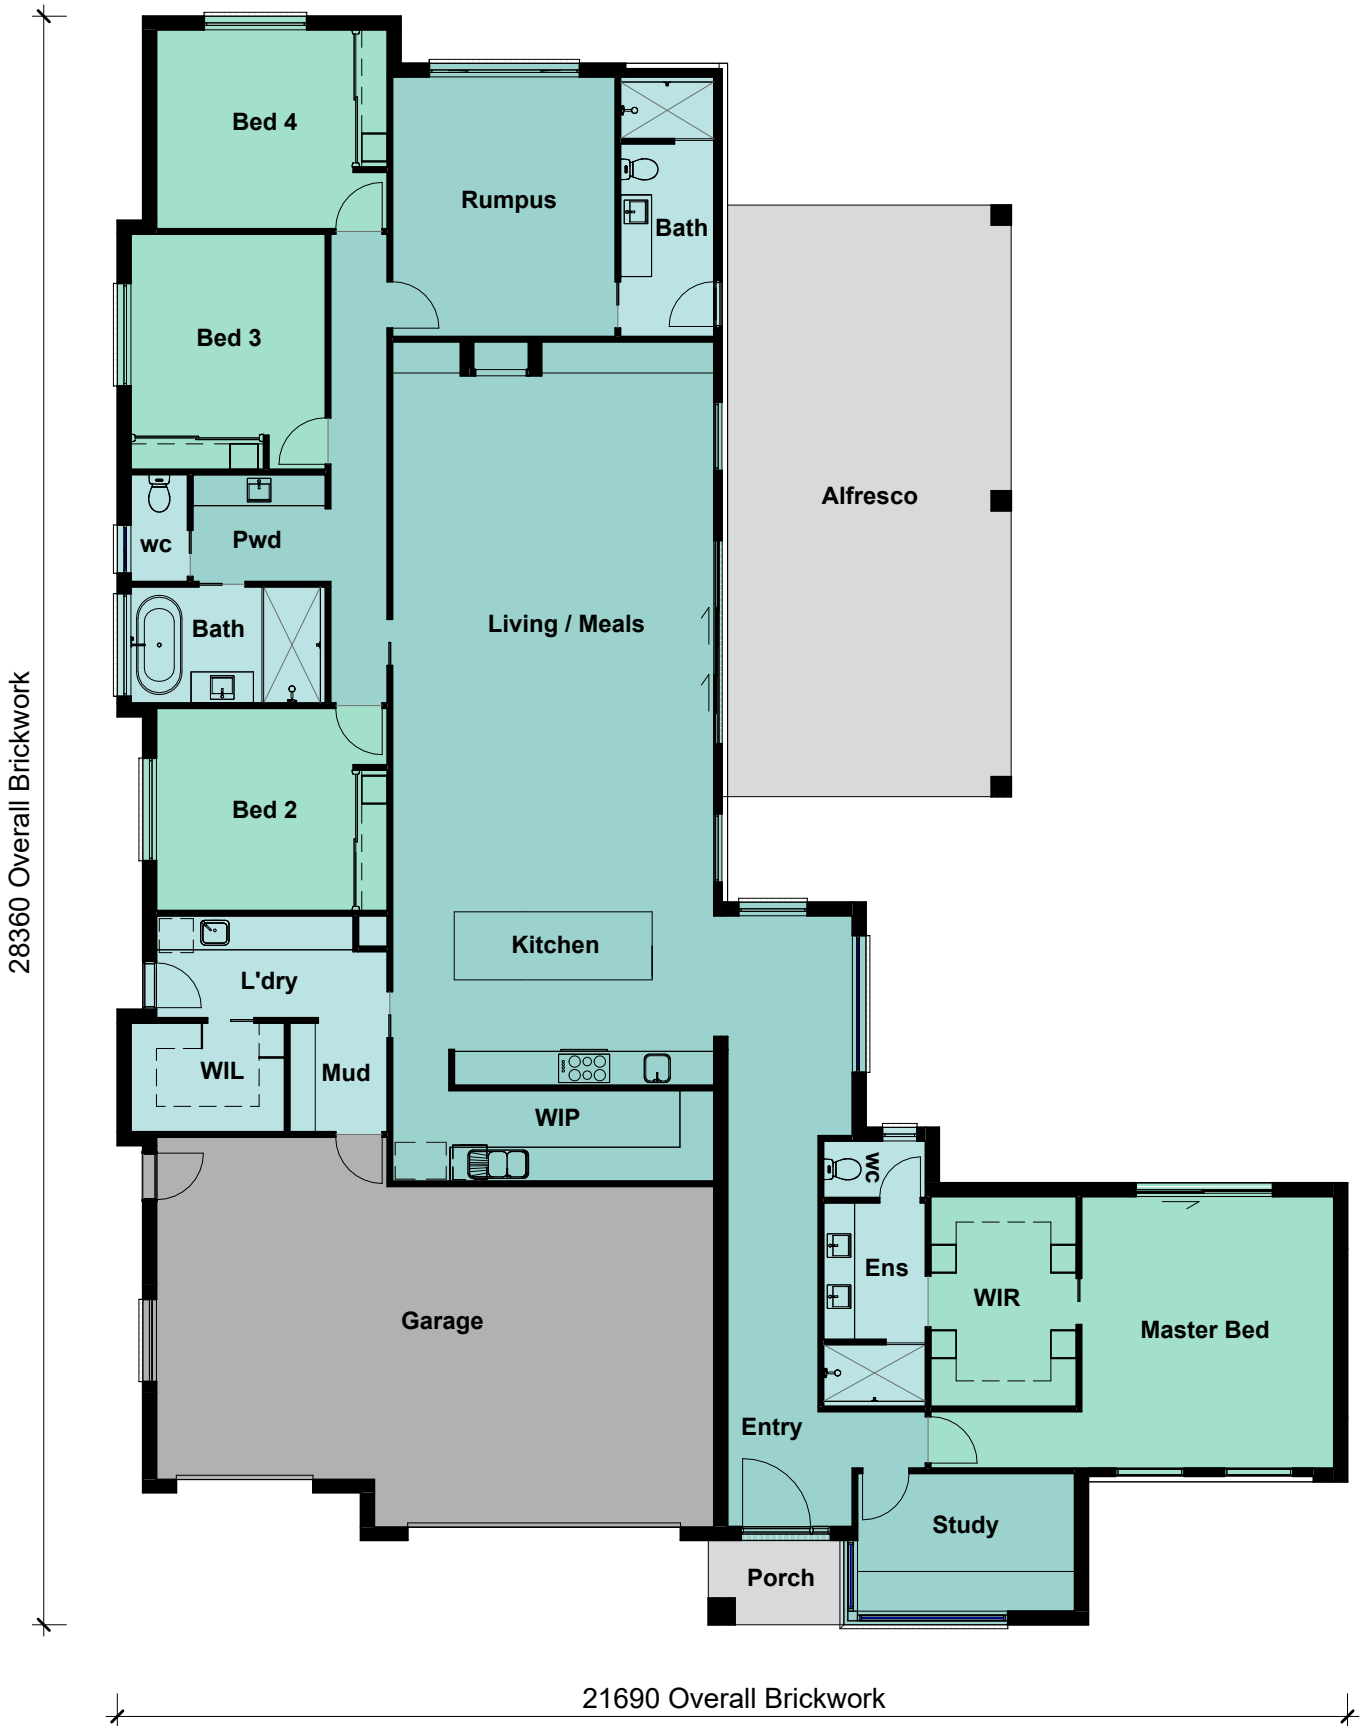 Bed 4
Rumpus
Bath
Bed 3
Alfresco
wc
Pwd
Bath
Living / Meals
28360 Overall Brickwork
Bed 2
Kitchen
L'dry
WIL
Mud
WIP
WC
Ens
WIR
Garage
Master Bed
Entry
Study
Porch
21690 Overall Brickwork